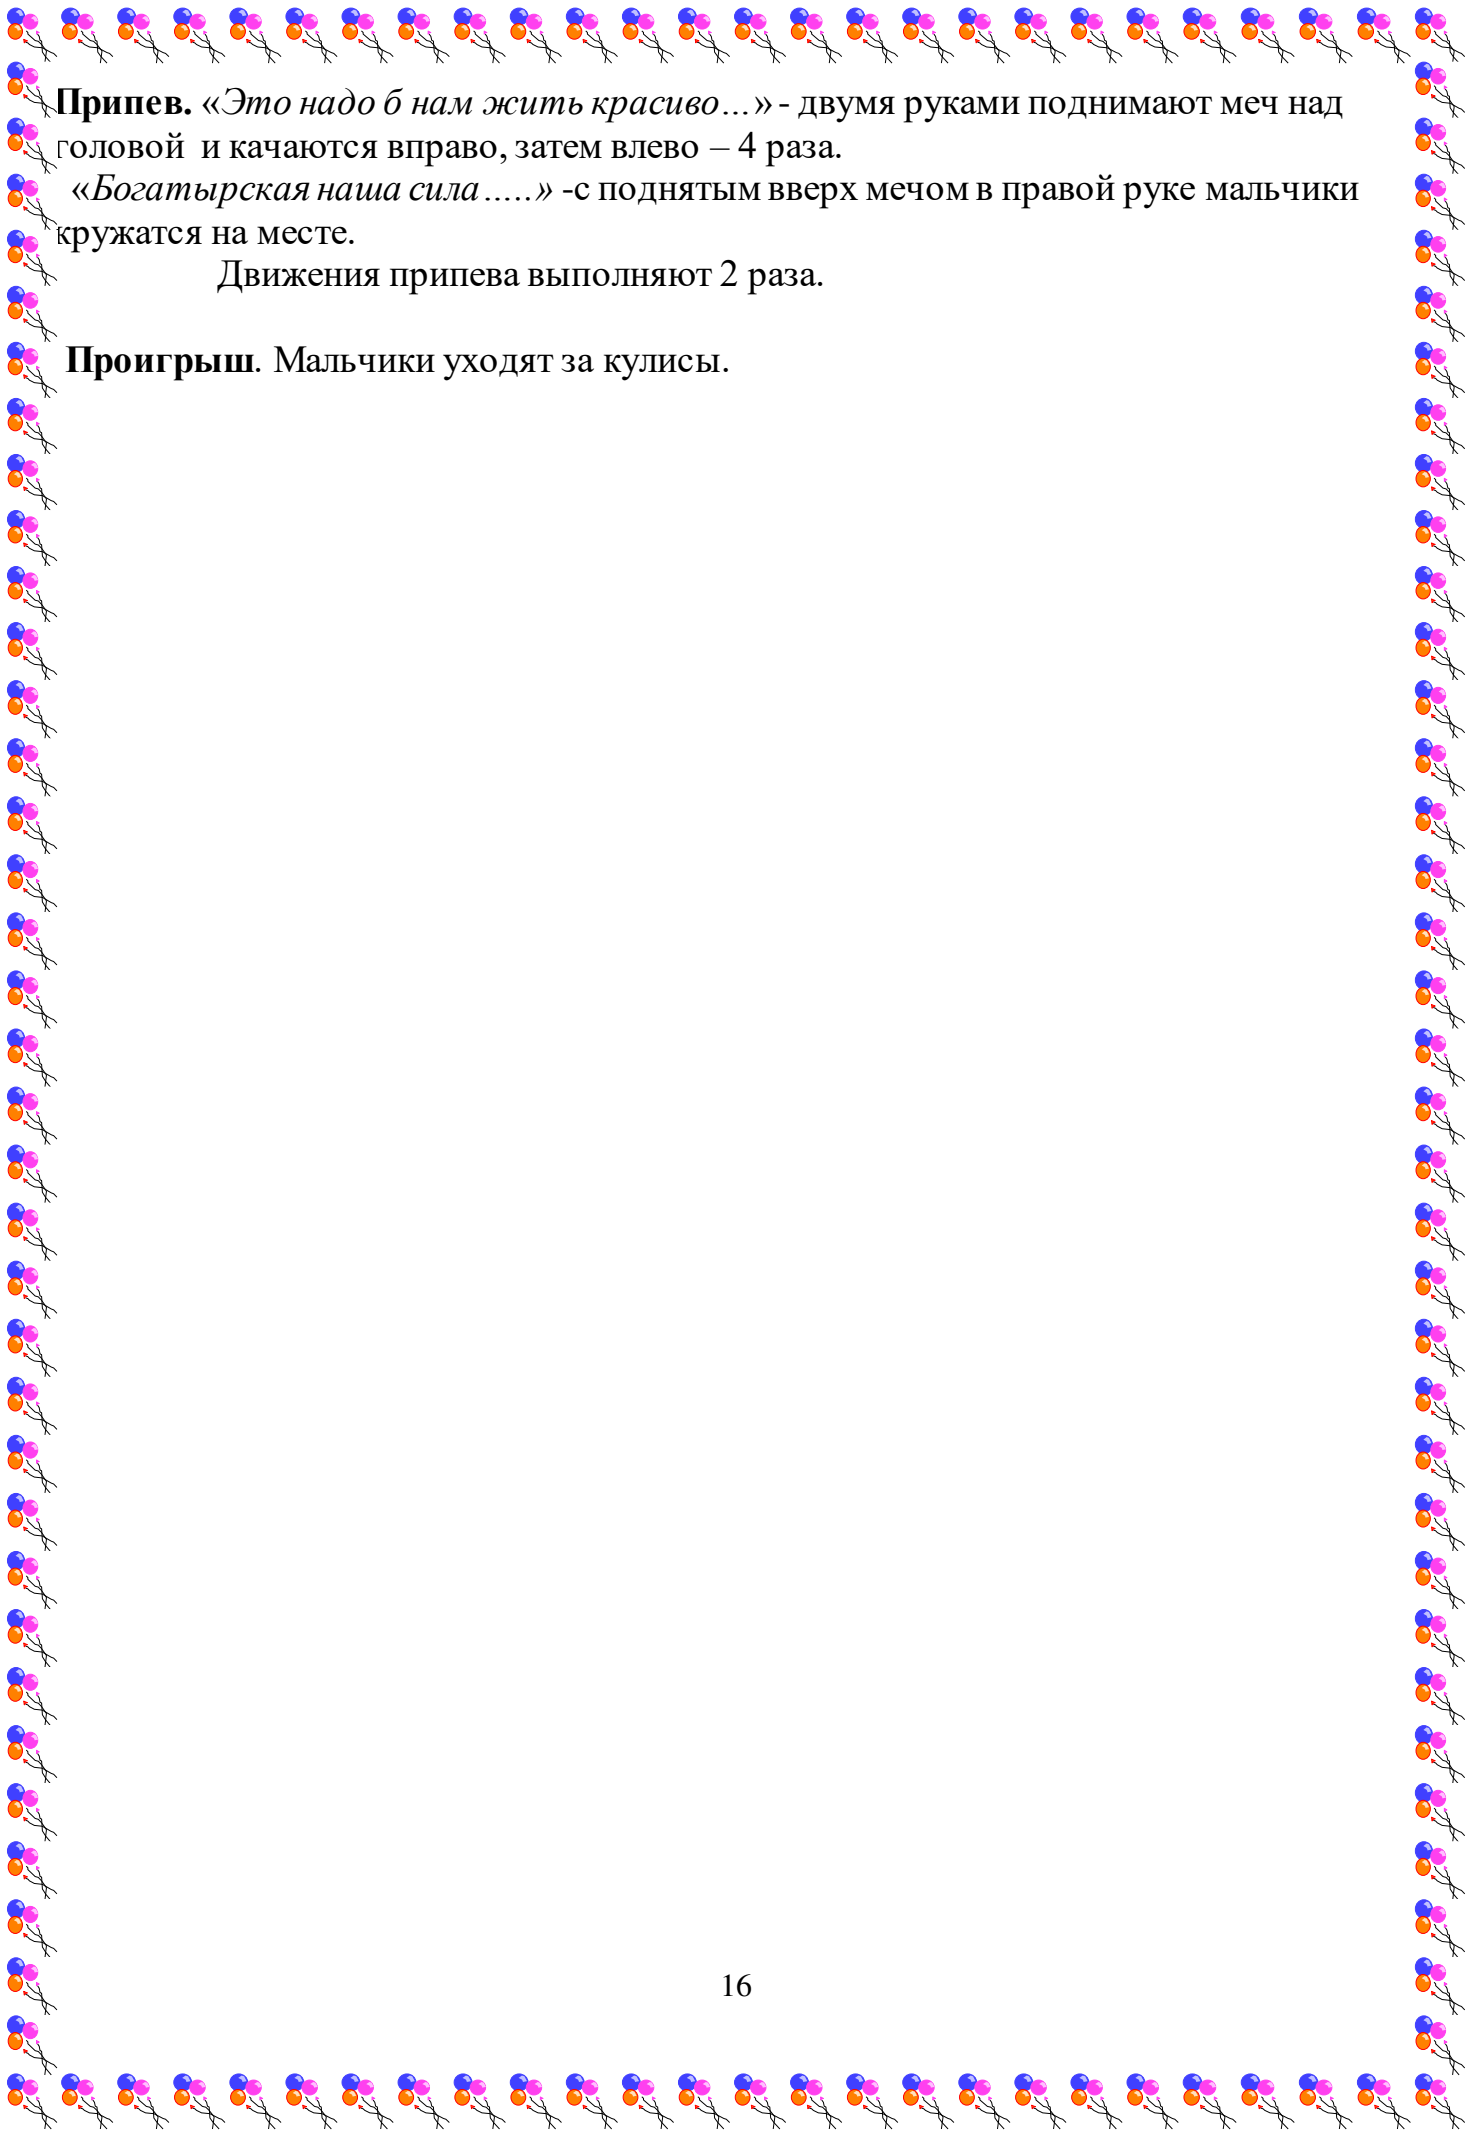 Припев. «Это надо б нам жить красиво…» - двумя руками поднимают меч над
головой и качаются вправо, затем влево – 4 раза.
«Богатырская наша сила…..» -с поднятым вверх мечом в правой руке мальчики
кружатся на месте.
Движения припева выполняют 2 раза.
Проигрыш. Мальчики уходят за кулисы.
16